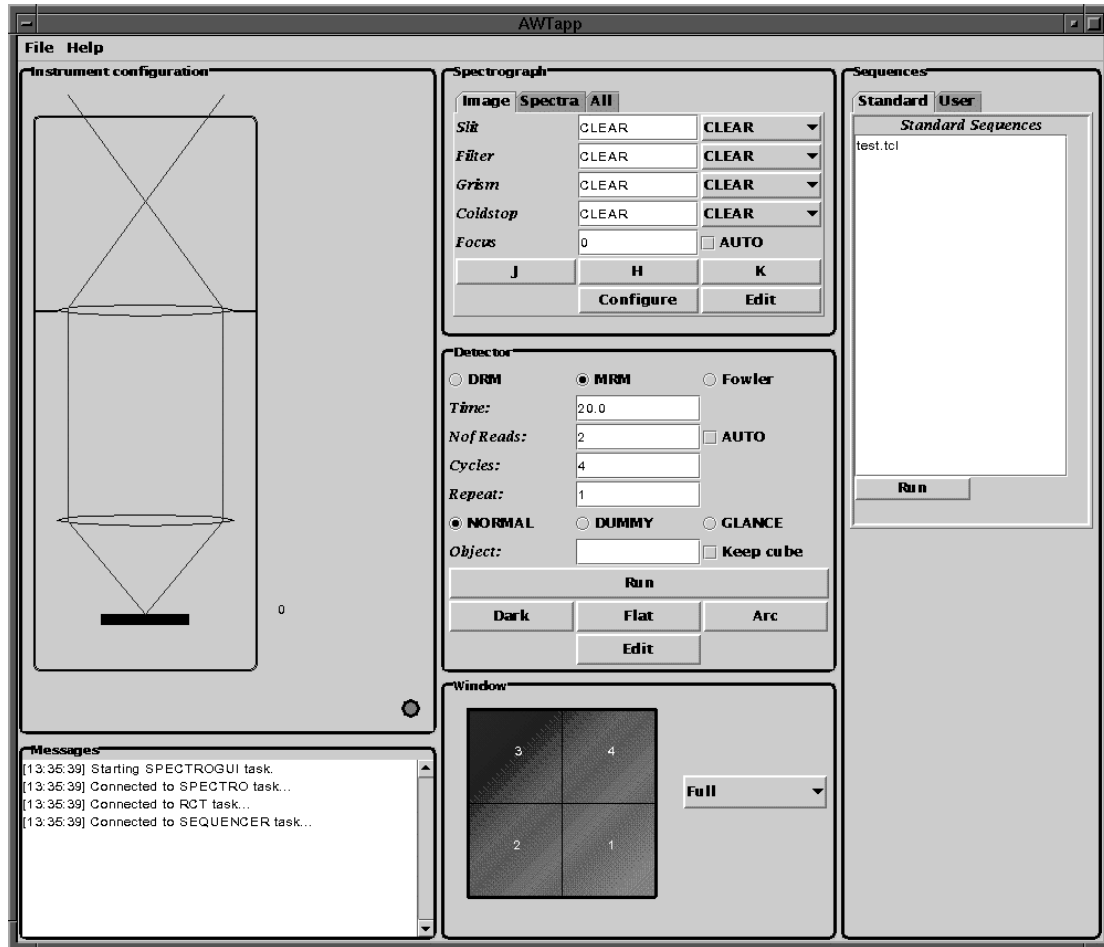 AWTapp
File Help
Instrument configuration
0
Messages
[13:35:39] Starting SPECTROGUI task.
[13:35:39] Connected to SPECTRO task...
[13:35:39] Connected to RCT task...
[13:35:39] Connected to SEQUENCER task...
Spectrograph
Image Spectra All
Slit CLEAR CLEAR
Filter CLEAR CLEAR
Grism CLEAR CLEAR
Coldstop CLEAR CLEAR
Focus 0 AUTO
J H K
Configure Edit
Detector
DRM MRM Fowler
Time: 20.0
Nof Reads: 2 AUTO
Cycles: 4
Repeat: 1
NORMAL DUMMY GLANCE
Object: Keep cube
Run
Dark Flat Arc
Edit
Window
3 4
2 1
Full
Sequences
Standard User
Standard Sequences
test.tcl
Run